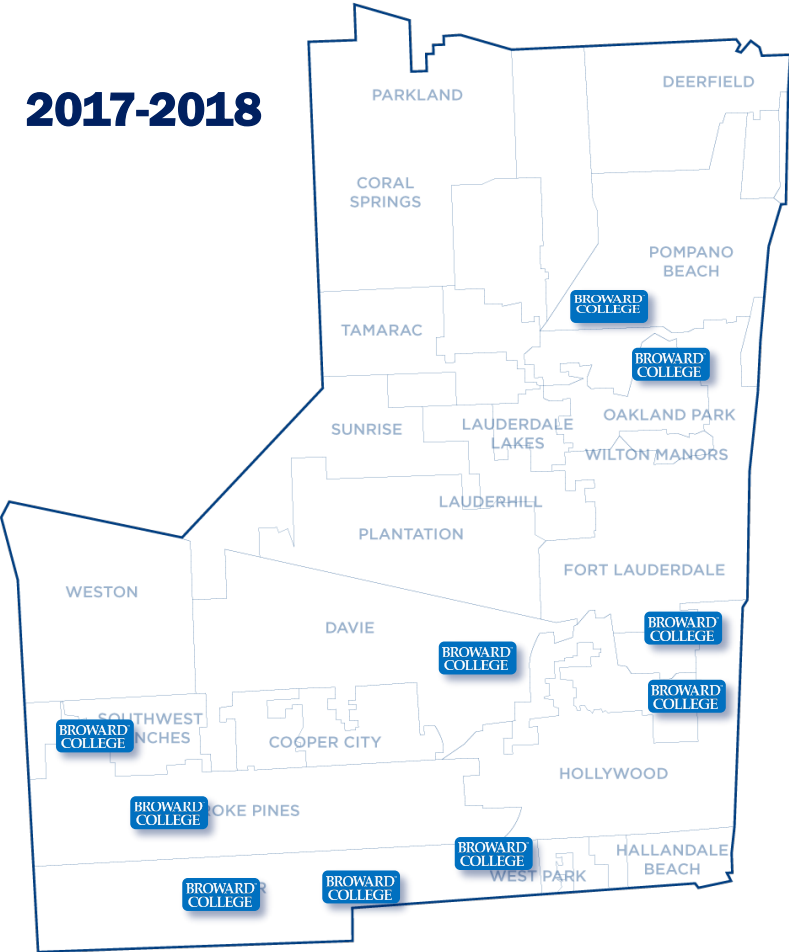 2017-2018
PARKLAND
DEERFIELD
CORAL
SPRINGS
POMPANO
BEACH
BROWARD
COLLEGE
TAMARAC
BROWARD
COLLEGE
OAKLAND PARK
SUNRISE
LAUDERDALE
LAKES
WILTON MANORS
LAUDERHILL
PLANTATION
FORT LAUDERDALE
WESTON
DAVIE
BROWARD
COLLEGE
BROWARD
COLLEGE
BROWARD
COLLEGE
SOUTHWEST
NCHES
BROWARD
COLLEGE
COOPER CITY
HOLLYWOOD
BROWARD
COLLEGE
OKE PINES
BROWARD
COLLEGE
WEST PARK
HALLANDALE
BEACH
BROWARD
COLLEGE
R
BROWARD
COLLEGE